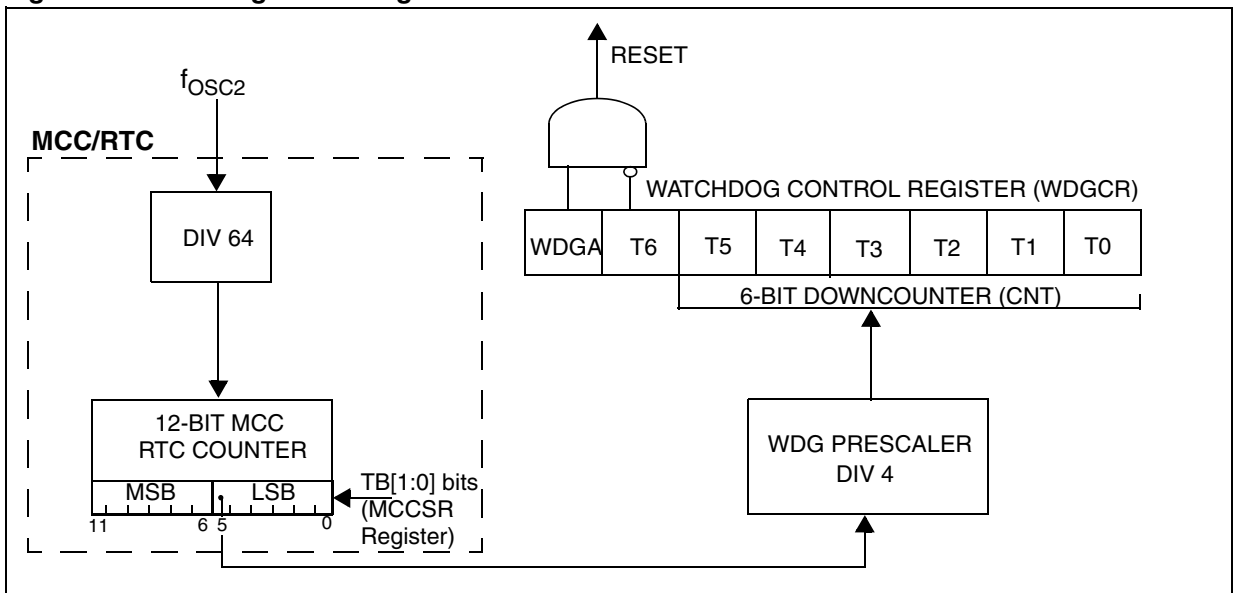 RESET
fOSC2
MCC/RTC
DIV 64
WATCHDOG CONTROL REGISTER (WDGCR)
WDGA T6 T5 T4 T3 T2 T1 T0
6-BIT DOWNCOUNTER (CNT)
12-BIT MCC
RTC COUNTER
MSB LSB
11 6 5 0
TB[1:0] bits
(MCCSR
Register)
WDG PRESCALER
DIV 4